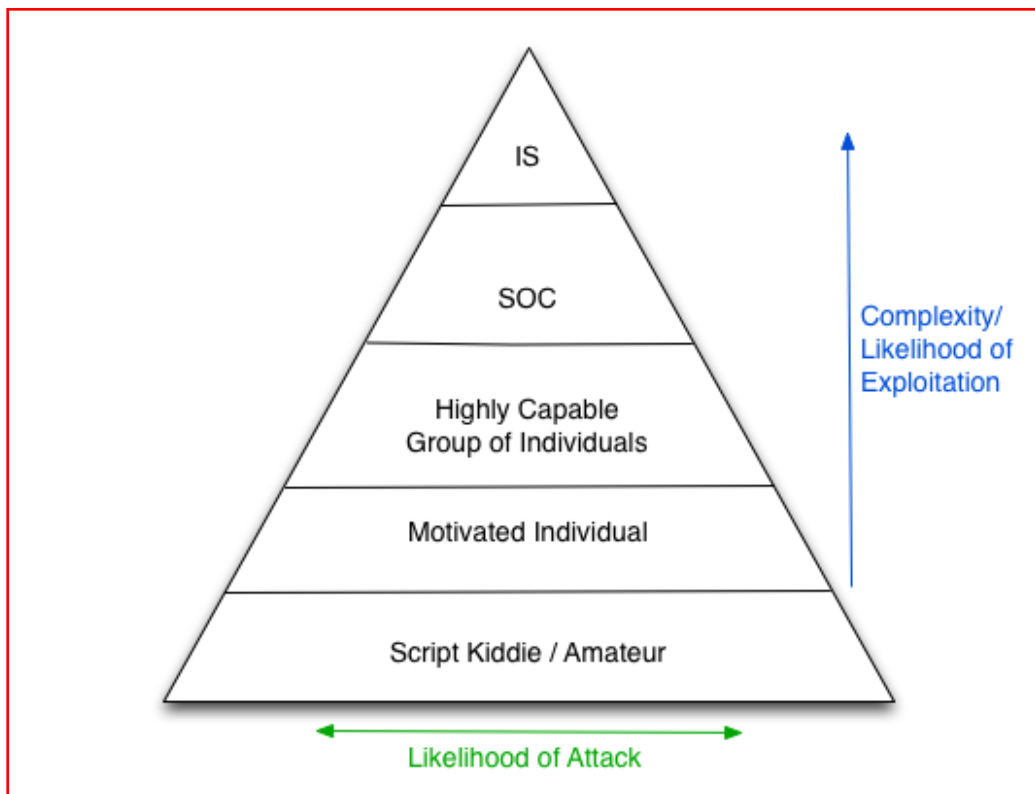 IS
SOC
Highly Capable
Group of Individuals
Motivated Individual
Script Kiddie / Amateur
Complexity/
Likelihood of
Exploitation
Likelihood of Attack